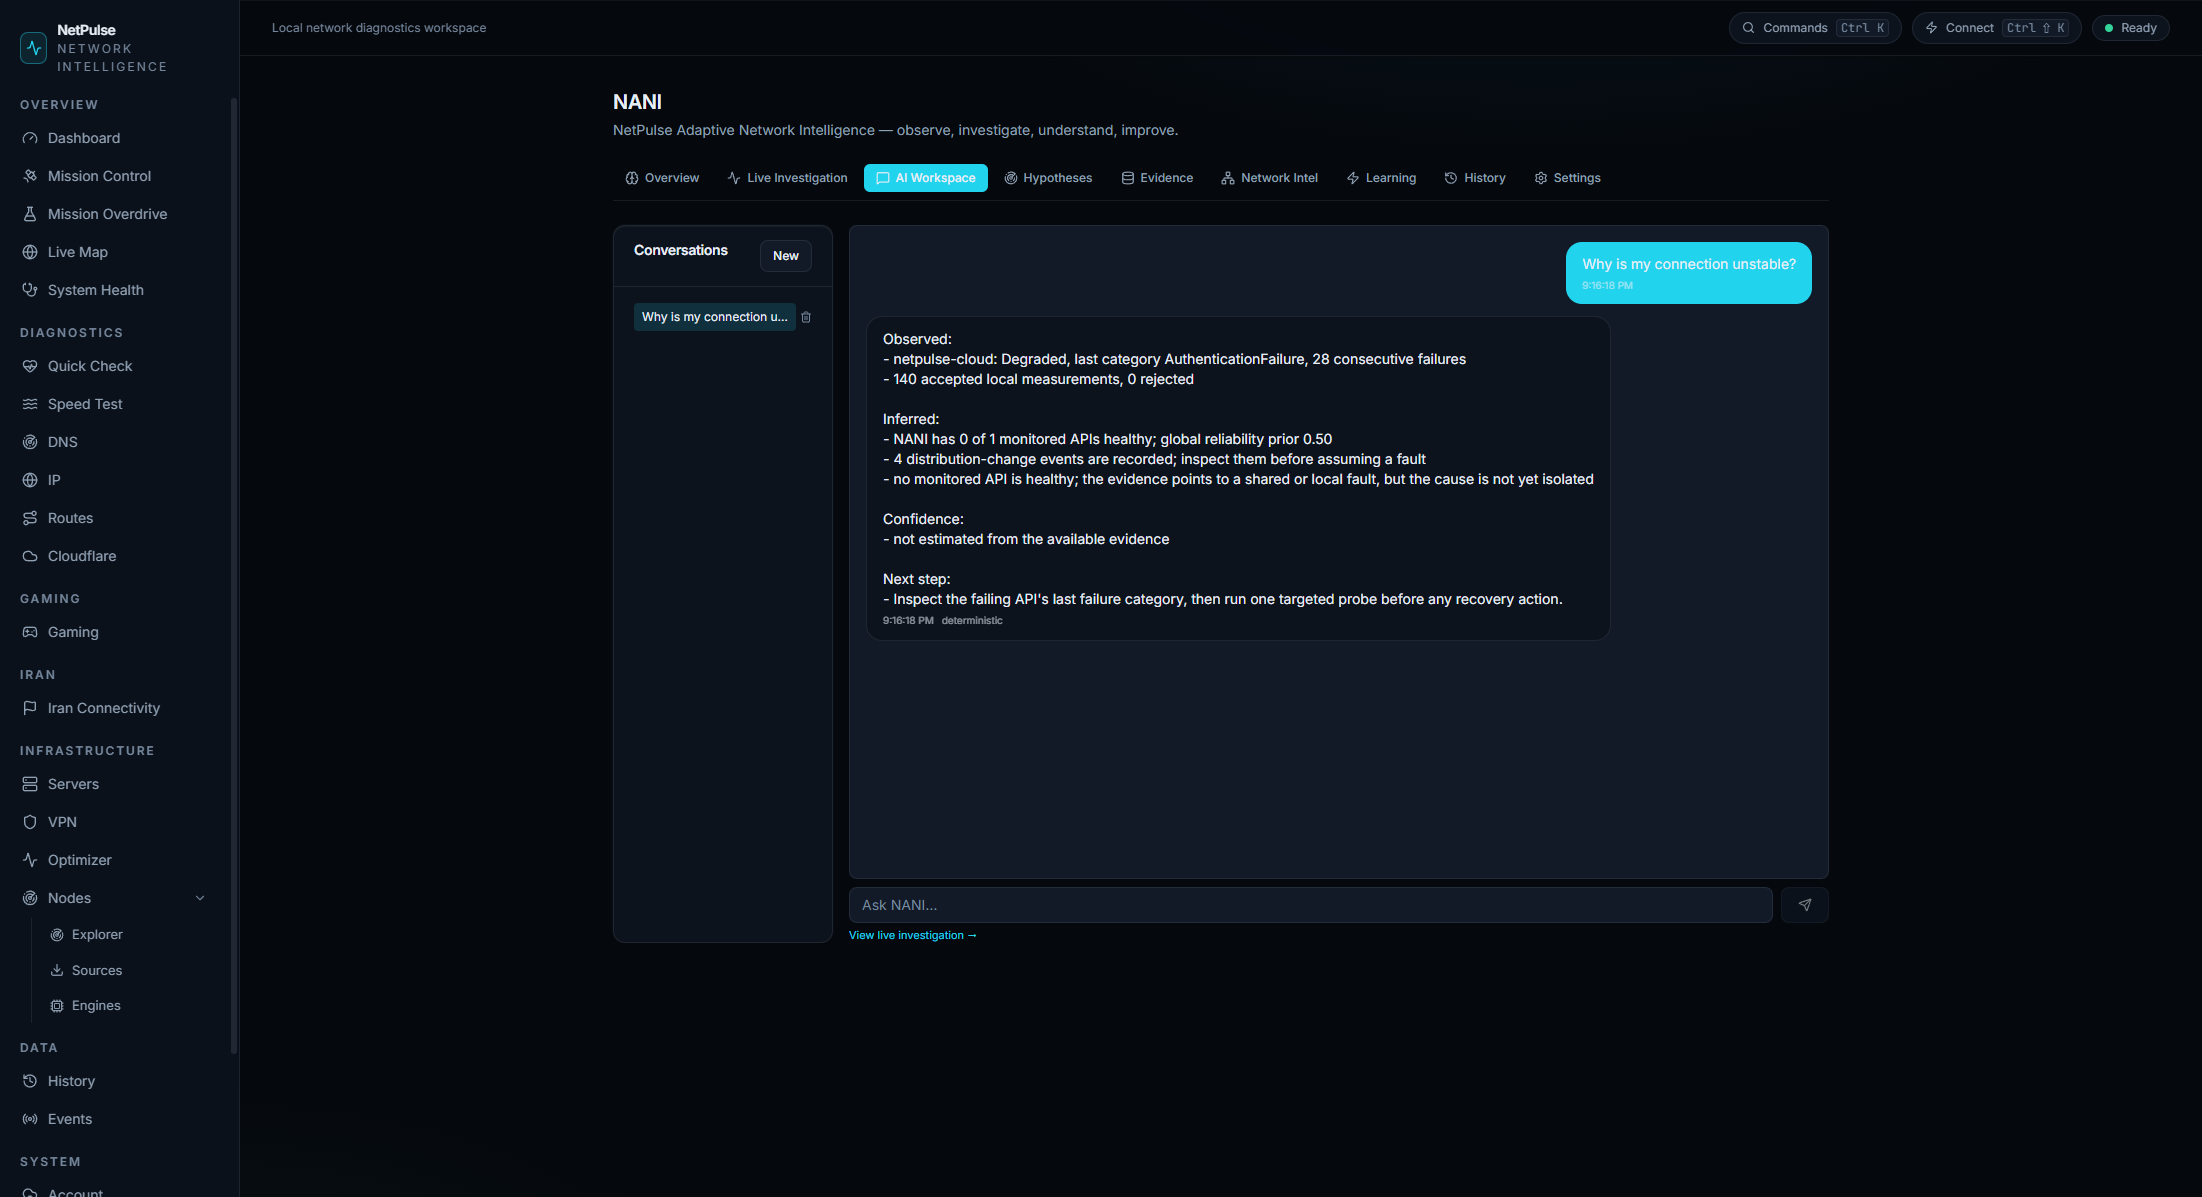 NetPulse
NETWORK
INTELLIGENCE
OVERVIEW
Dashboard
Mission Control
Mission Overdrive
Live Map
System Health
DIAGNOSTICS
Quick Check
Speed Test
DNS
IP
Routes
Cloudflare
GAMING
Gaming
IRAN
Iran Connectivity
INFRASTRUCTURE
Servers
VPN
Optimizer
Nodes
Explorer
Sources
Engines
DATA
History
Events
SYSTEM
Account
Local network diagnostics workspace
Commands Ctrl K
Connect Ctrl ⇧ K
Ready
NANI
NetPulse Adaptive Network Intelligence — observe, investigate, understand, improve.
Overview
Live Investigation
AI Workspace
Hypotheses
Evidence
Network Intel
Learning
History
Settings
Conversations
New
Why is my connection u...
Why is my connection unstable?
9:16:18 PM
Observed:
- netpulse-cloud: Degraded, last category AuthenticationFailure, 28 consecutive failures
- 140 accepted local measurements, 0 rejected
Inferred:
- NANI has 0 of 1 monitored APIs healthy; global reliability prior 0.50
- 4 distribution-change events are recorded; inspect them before assuming a fault
- no monitored API is healthy; the evidence points to a shared or local fault, but the cause is not yet isolated
Confidence:
- not estimated from the available evidence
Next step:
- Inspect the failing API's last failure category, then run one targeted probe before any recovery action.
9:16:18 PM deterministic
Ask NANI...
View live investigation →